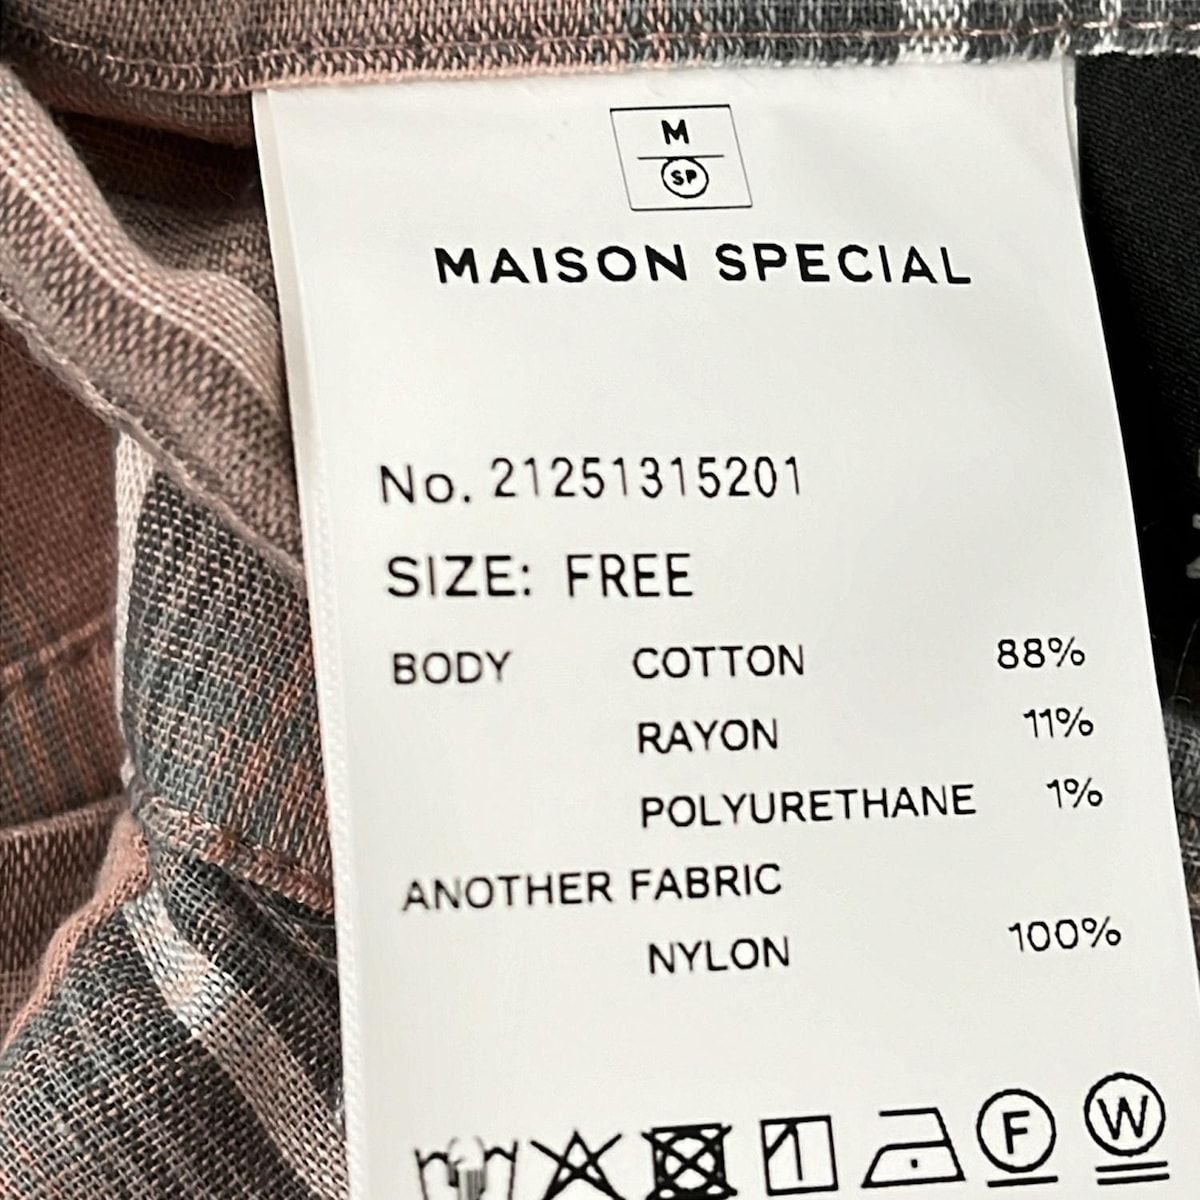 M
SP
MAISON SPECIAL
No. 21251315201
SIZE: FREE
BODY COTTON 88%
RAYON 11%
POLYURETHANE 1%
ANOTHER FABRIC
NYLON 100%
F W